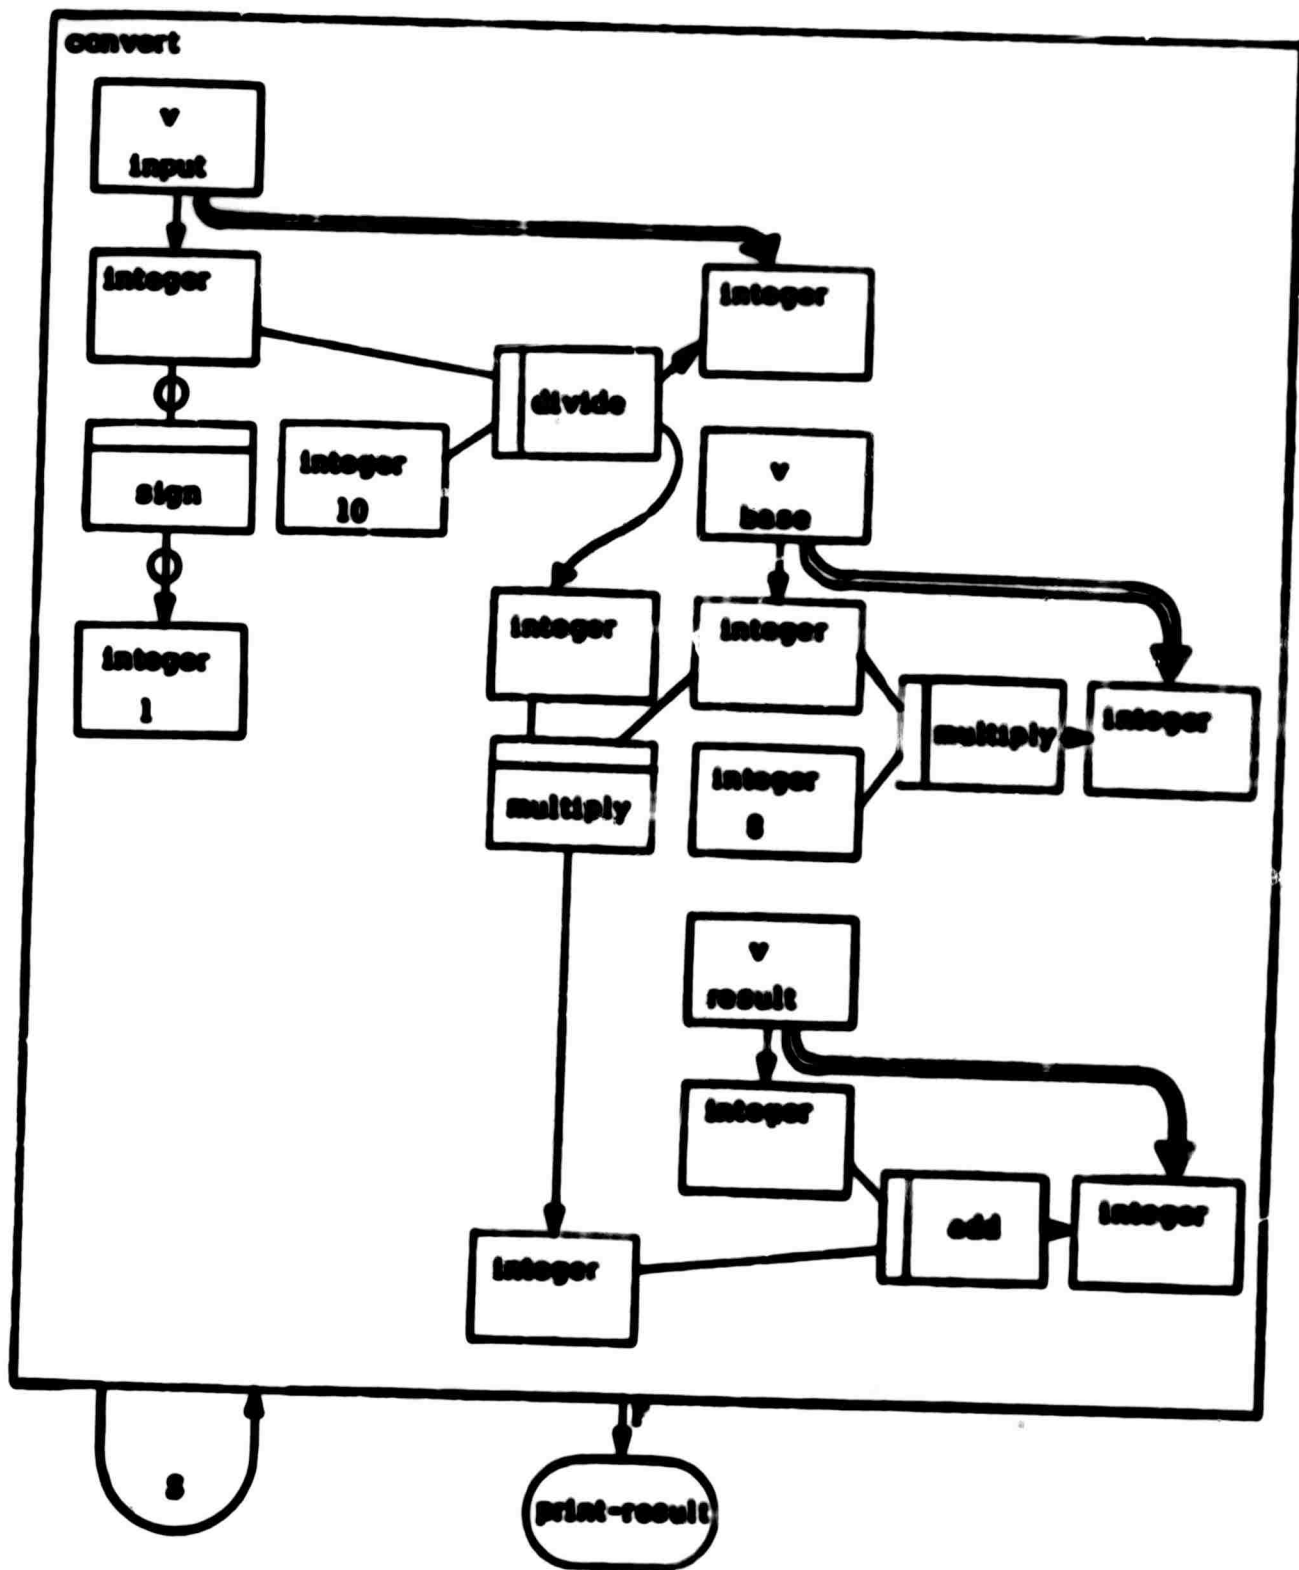 convert
v
input
integer
integer
divide
integer
10
sign
v
base
integer
1
integer
integer
multiply
integer
integer
8
multiply
v
result
integer
add
integer
integer
S
F
print-result